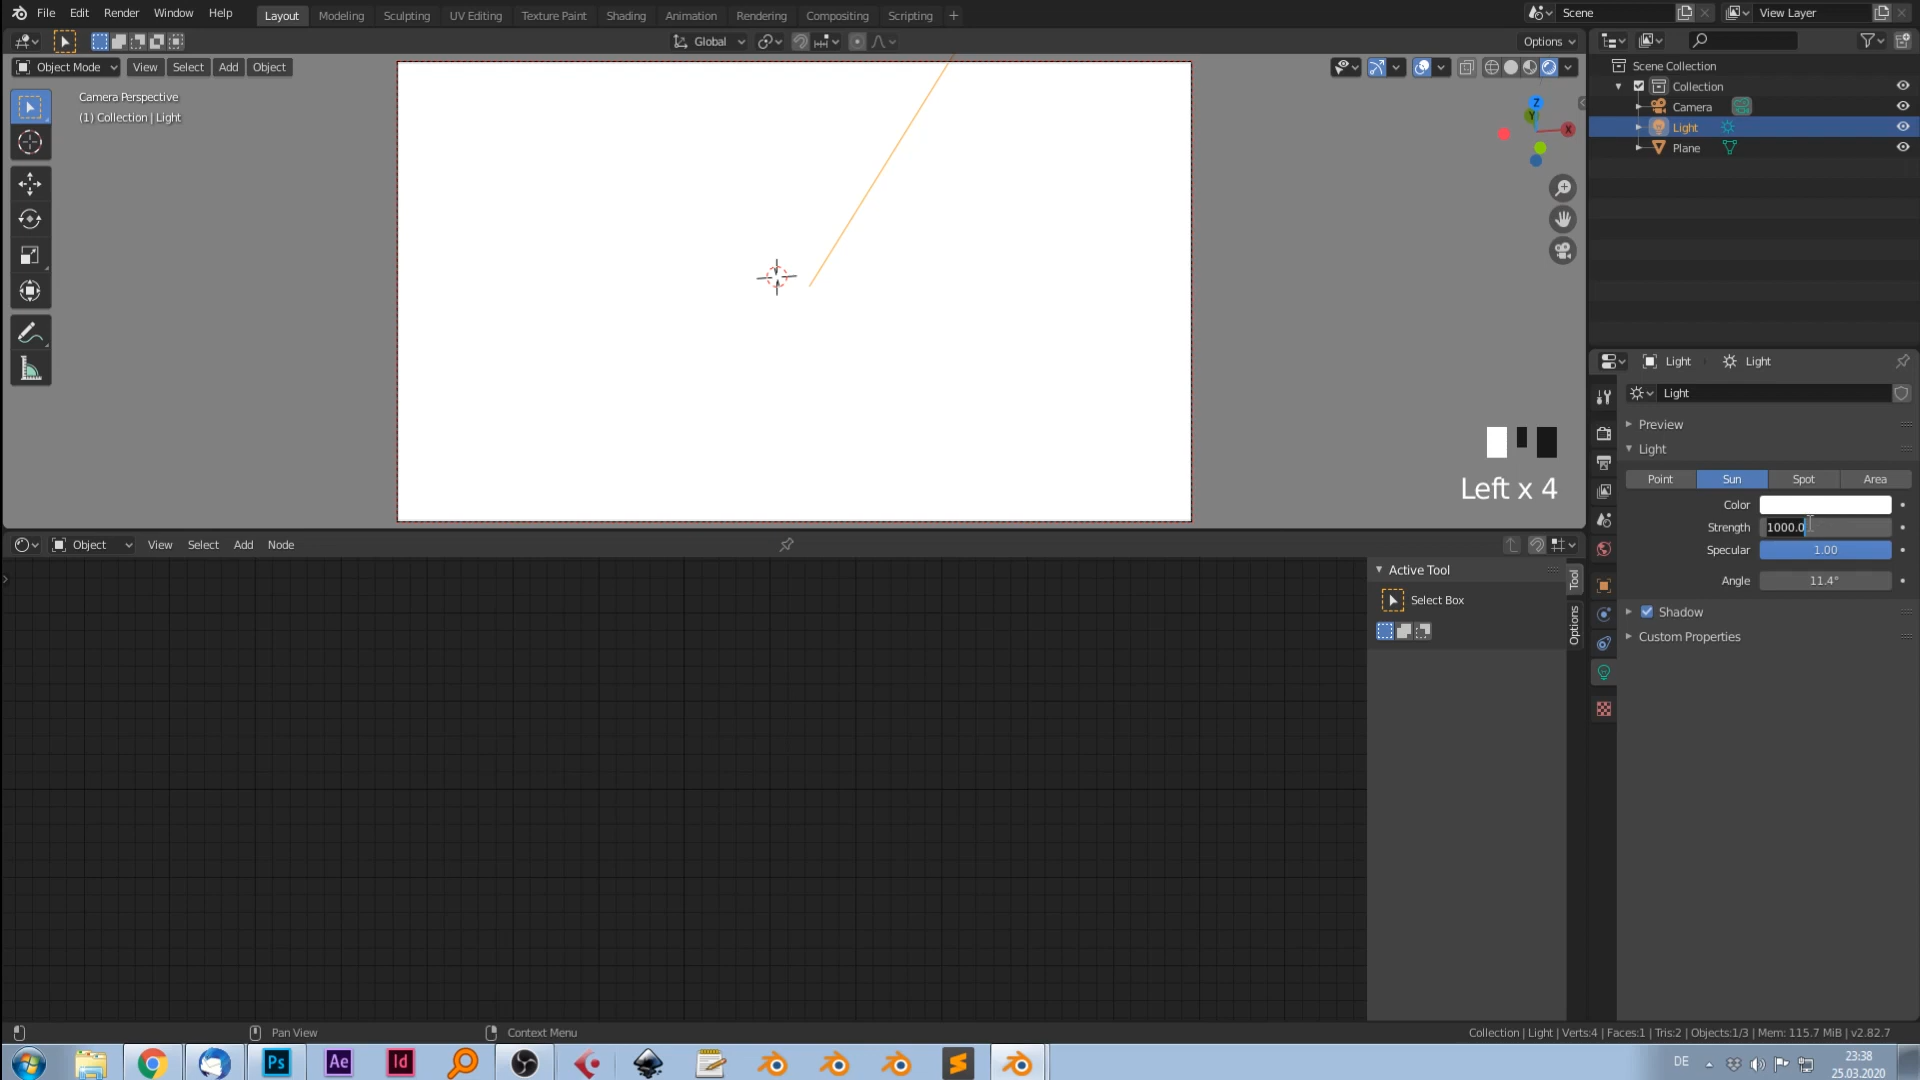 File Edit Render Window Help Layout Modeling Sculpting UV Editing Texture Paint Shading Animation Rendering Compositing Scripting Scene View Layer
Global Options
Object Mode View Select Add Object
Camera Perspective
(1) Collection | Light
Z
Y
X
Scene Collection
Collection
Camera
Light
Plane
Left x 4
Light Light
Light
Preview
Light
Point Sun Spot Area
Color
Strength 1000.0
Specular 1.00
Angle 11.4°
Shadow
Custom Properties
Object View Select Add Node
Active Tool
Select Box
Tool
Options
Pan View Context Menu Collection | Light | Verts:4 | Faces:1 | Tris:2 | Objects:1/3 | Mem: 115.7 MiB | v2.82.7
Ps Ae Id DE 23:38
25.03.2020